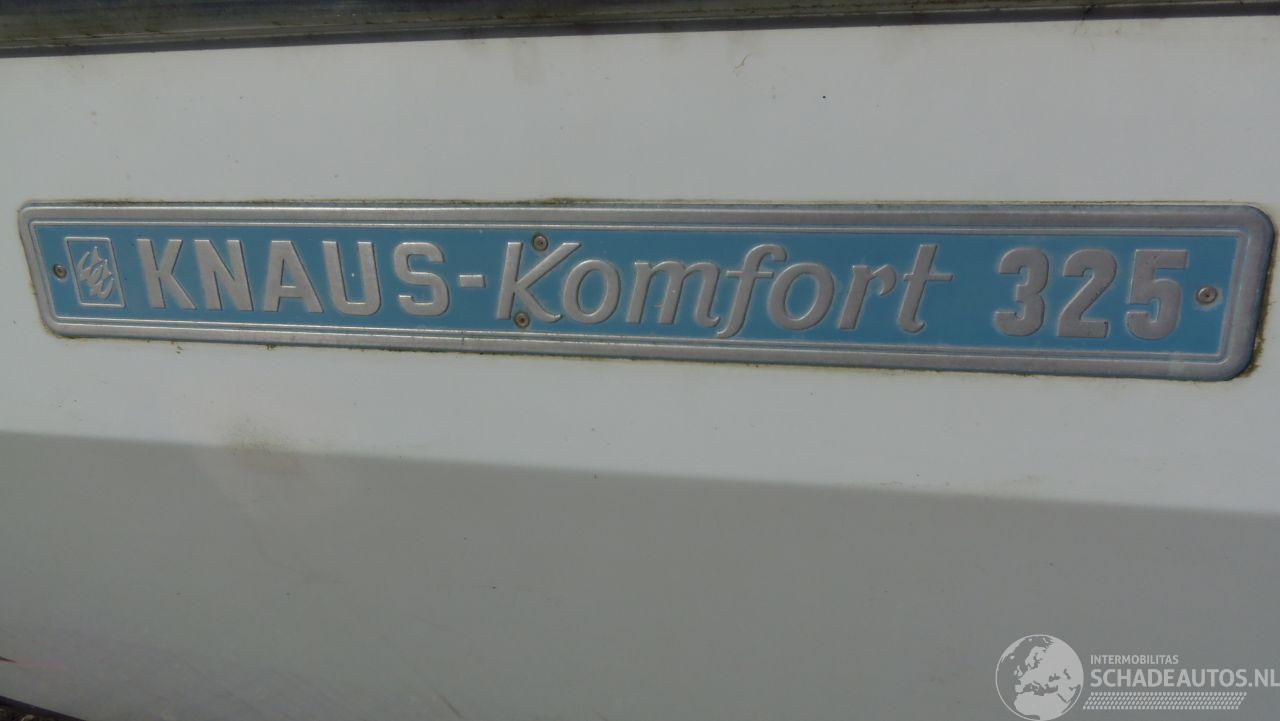 KNAUS-Komfort 325
INTERMOBILITAS
SCHADEAUTOS.NL